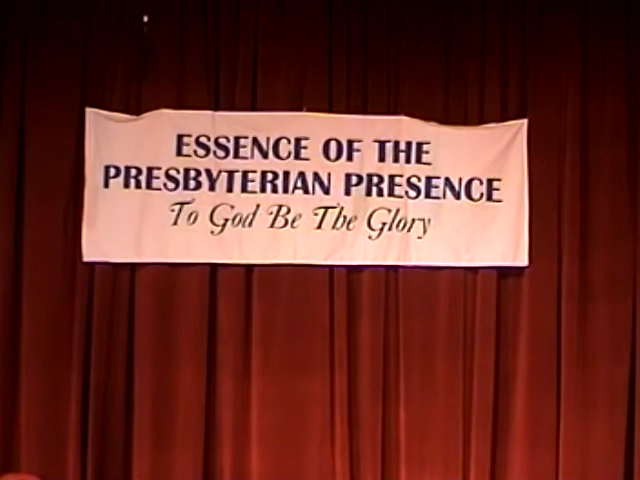 ESSENCE OF THE
PRESBYTERIAN PRESENCE
To God Be The Glory